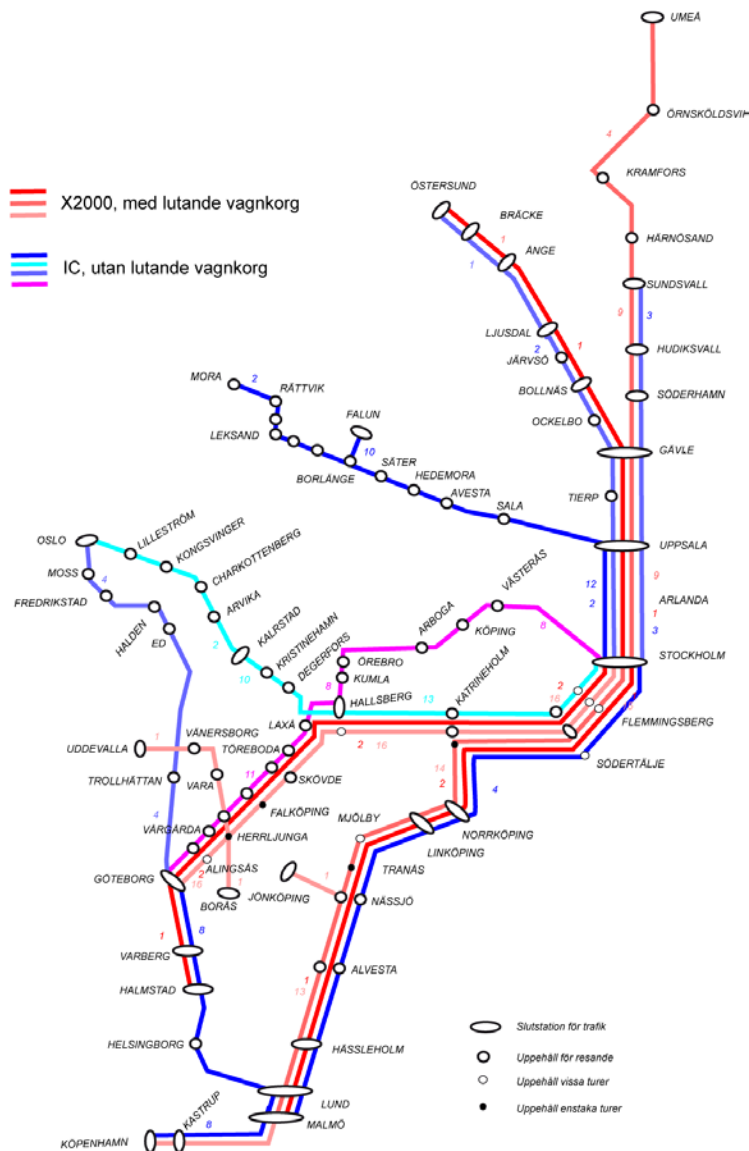 UMEÅ
ÖRNSKÖLDSVIH
4
KRAMFORS
X2000, med lutande vagnkorg
ÖSTERSUND
BRÄCKE
1
HÄRNÖSAND
IC, utan lutande vagnkorg
ÅNGE
1
SUNDSVALL
9
3
LJUSDAL
1
2
HUDIKSVALL
JÄRVSÖ
MORA
2
RÄTTVIK
BOLLNÄS
SÖDERHAMN
FALUN
OCKELBO
LEKSAND
10
GÄVLE
SÄTER
BORLÄNGE
HEDEMORA
TIERP
AVESTA
SALA
OSLO
LILLESTRÖM
UPPSALA
KONGSVINGER
MOSS
4
CHARKOTTENBERG
12
9
FREDRIKSTAD
VÄSTERÅS
2
ARLANDA
HALDEN
ARVIKA
1
ED
ARBOGA
KÖPING
8
3
2
KALRSTAD
KRISTINEHAMN
STOCKHOLM
10
DEGERFORS
ÖREBRO
2
8
KUMLA
KATRINEHOLM
16
HALLSBERG
13
LAXÅ
FLEMMINGSBERG
VÄNERSBORG
UDDEVALLA
1
TÖREBODA
2
16
SÖDERTÄLJE
TROLLHÄTTAN
VARA
11
SKÖVDE
14
2
4
FALKÖPING
4
VÅRGÅRDA
MJÖLBY
NORRKÖPING
HERRLJUNGA
LINKÖPING
ALINGSÅS
TRANÅS
GÖTEBORG
2
16
1
JÖNKÖPING
1
BORÅS
NÄSSJÖ
1
8
VARBERG
ALVESTA
1
13
HALMSTAD
Slutstation för trafik
HELSINGBORG
HÄSSLEHOLM
Uppehåll för resande
Uppehåll vissa turer
LUND
Uppehåll enstaka turer
KASTRUP
MALMÖ
KÖPENHAMN
8